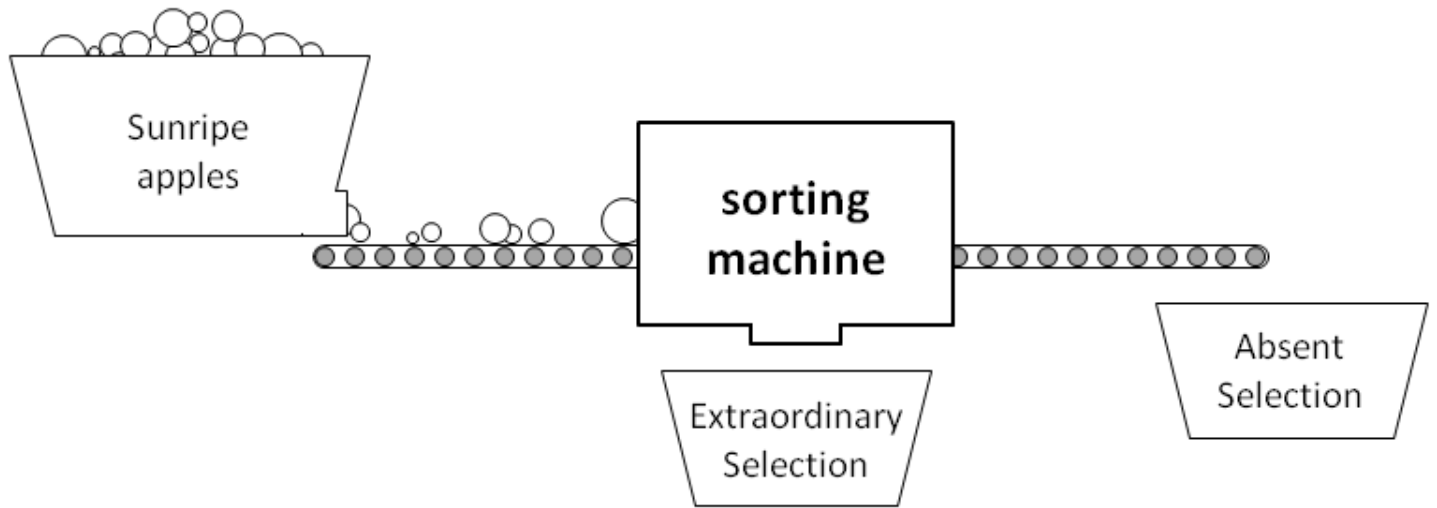 Sunripe
apples
sorting
machine
Extraordinary
Selection
Absent
Selection